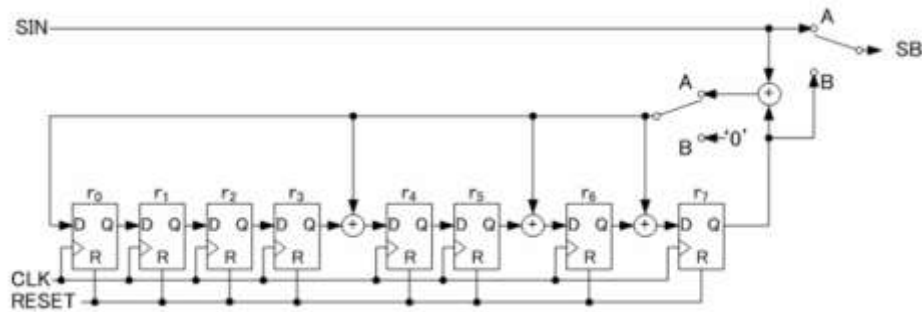 A
SIN
SB
B
A
+
B '0'
r0 r1 r2 r3 r4 r5 r6 r7
D Q D Q D Q D Q + D Q D Q + D Q + D Q
R R R R R R R R
CLK
RESET